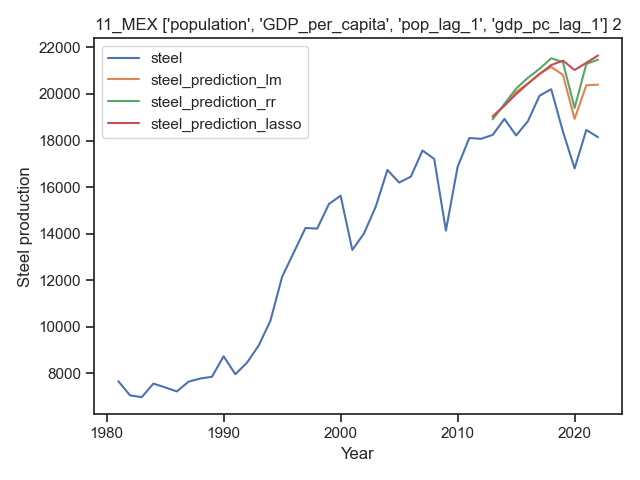 11_MEX ['population', 'GDP_per_capita', 'pop_lag_1', 'gdp_pc_lag_1'] 2
steel
steel_prediction_lm
steel_prediction_rr
steel_prediction_lasso
22000
20000
18000
16000
14000
12000
10000
8000
Steel production
1980
1990
2000
2010
2020
Year